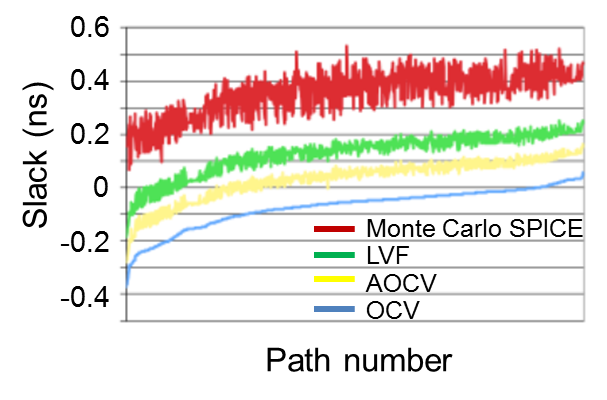 0.6
0.4
0.2
0
-0.2
-0.4
Slack (ns)
Monte Carlo SPICE
LVF
AOCV
OCV
Path number